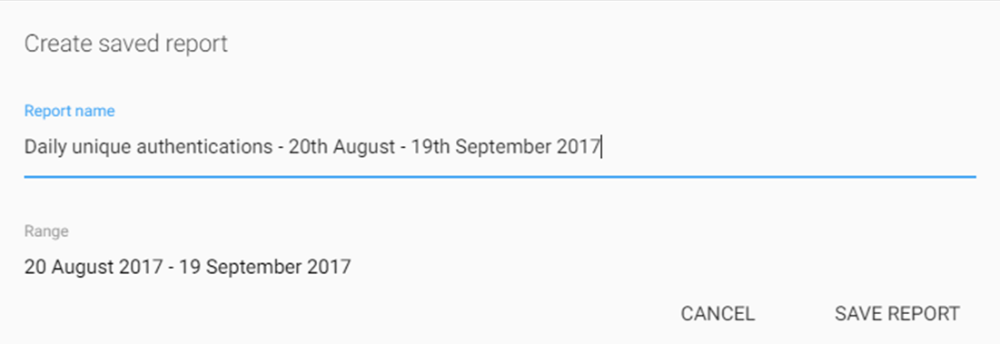 Create saved report
Report name
Daily unique authentications - 20th August - 19th September 2017
Range
20 August 2017 - 19 September 2017
CANCEL SAVE REPORT